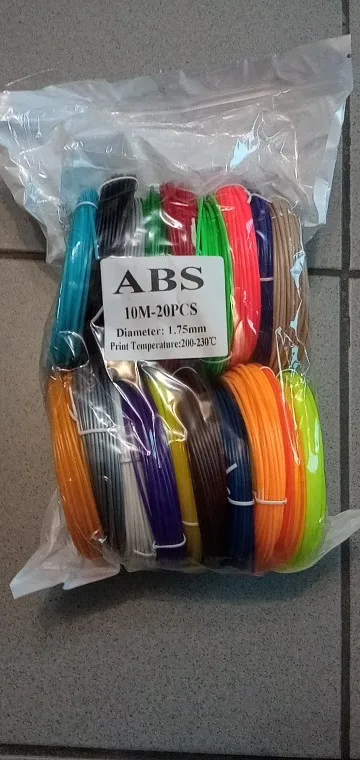 ABS
10M-20PCS
Diameter: 1.75mm
Print Temperature:200-230℃